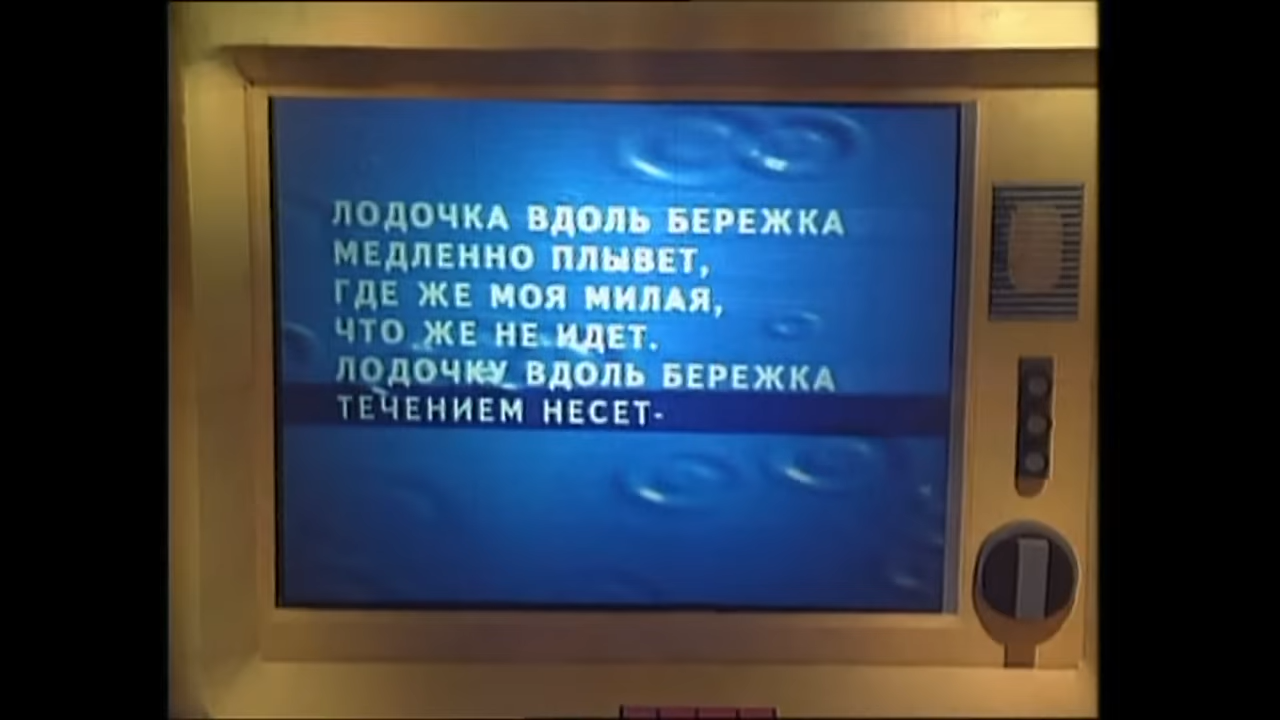 ЛОДОЧКА ВДОЛЬ БЕРЕЖКА
МЕДЛЕННО ПЛЫВЕТ,
ГДЕ ЖЕ МОЯ МИЛАЯ,
ЧТО ЖЕ НЕ ИДЕТ.
ЛОДОЧКУ ВДОЛЬ БЕРЕЖКА
ТЕЧЕНИЕМ НЕСЕТ-